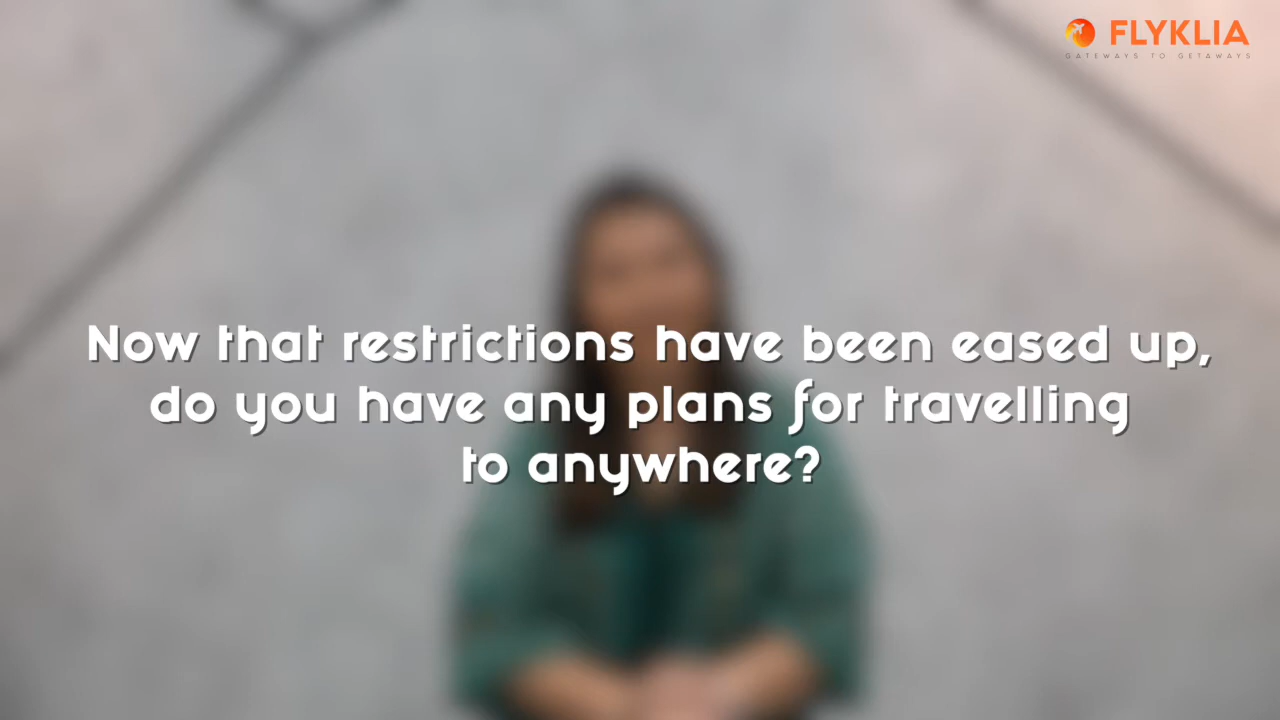 FLYKLIA
GATEWAYS TO GETAWAYS
Now that restrictions have been eased up,
do you have any plans for travelling
to anywhere?